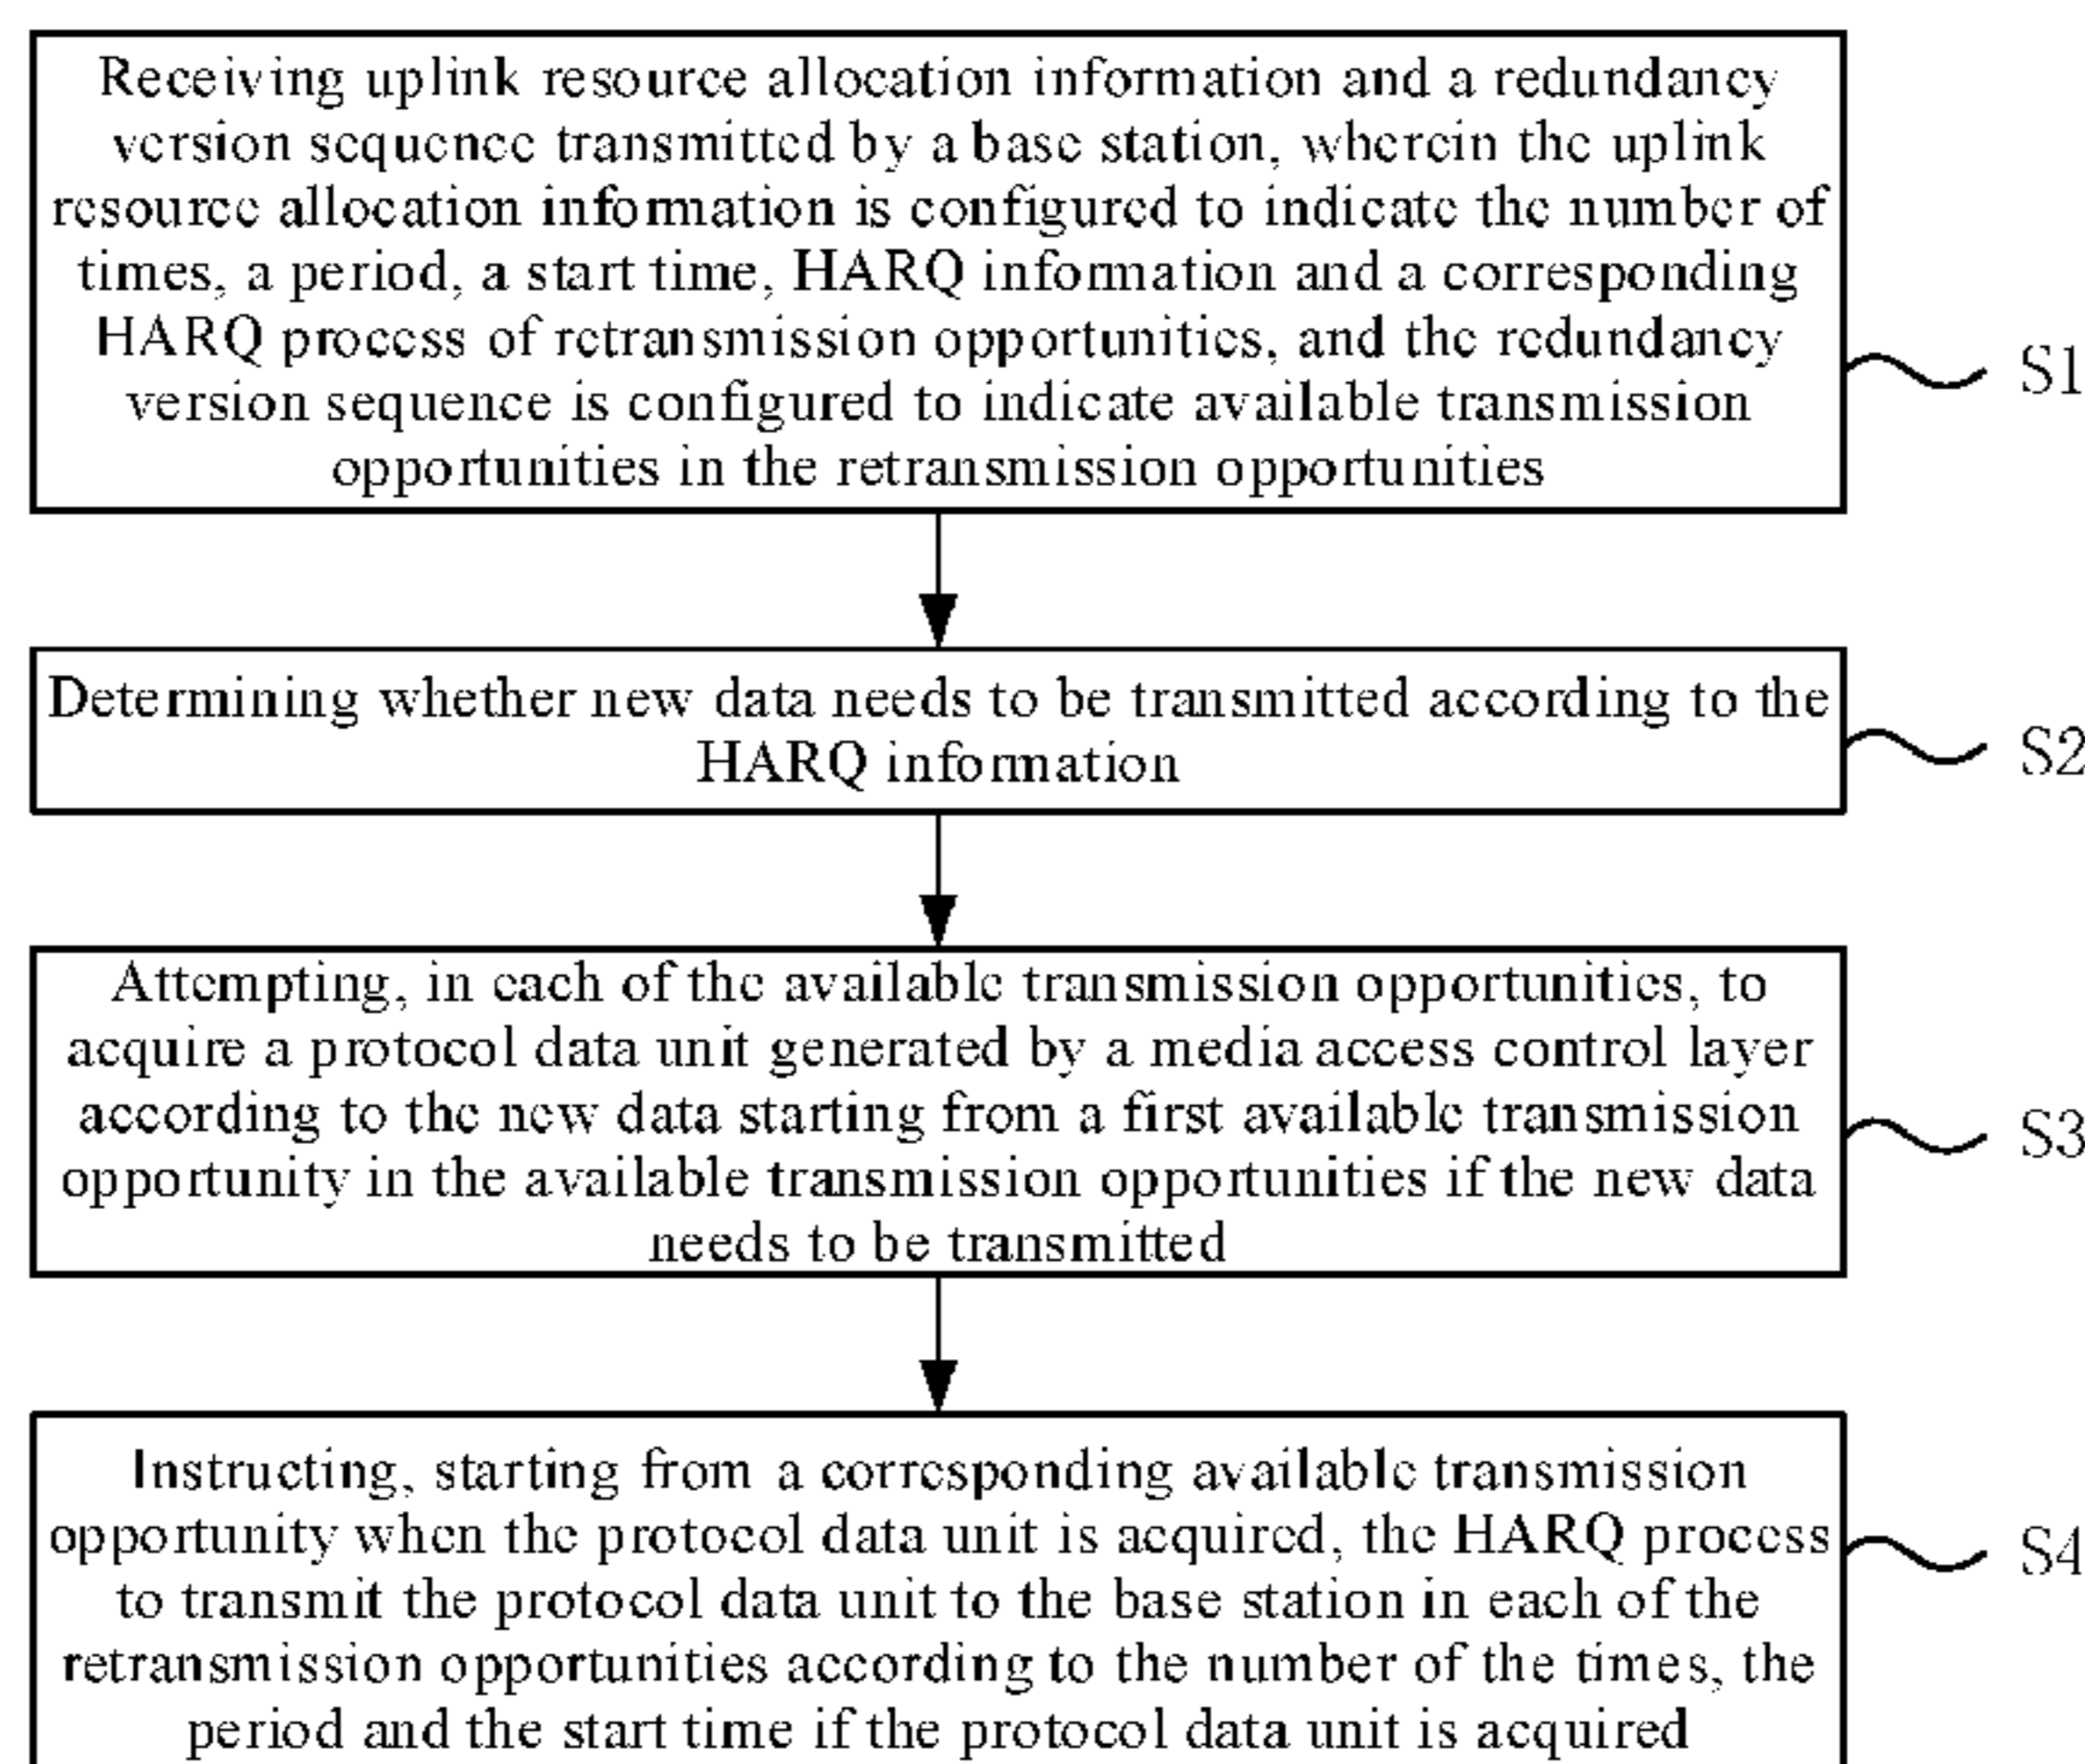 Receiving uplink resource allocation information and a redundancy
version sequence transmitted by a base station, wherein the uplink
resource allocation information is configured to indicate the number of
times, a period, a start time, HARQ information and a corresponding
HARQ process of retransmission opportunities, and the redundancy
version sequence is configured to indicate available transmission
opportunities in the retransmission opportunities
S1
Determining whether new data needs to be transmitted according to the
HARQ information
S2
Attempting, in each of the available transmission opportunities, to
acquire a protocol data unit generated by a media access control layer
according to the new data starting from a first available transmission
opportunity in the available transmission opportunities if the new data
needs to be transmitted
S3
Instructing, starting from a corresponding available transmission
opportunity when the protocol data unit is acquired, the HARQ process
to transmit the protocol data unit to the base station in each of the
retransmission opportunities according to the number of the times, the
period and the start time if the protocol data unit is acquired
S4